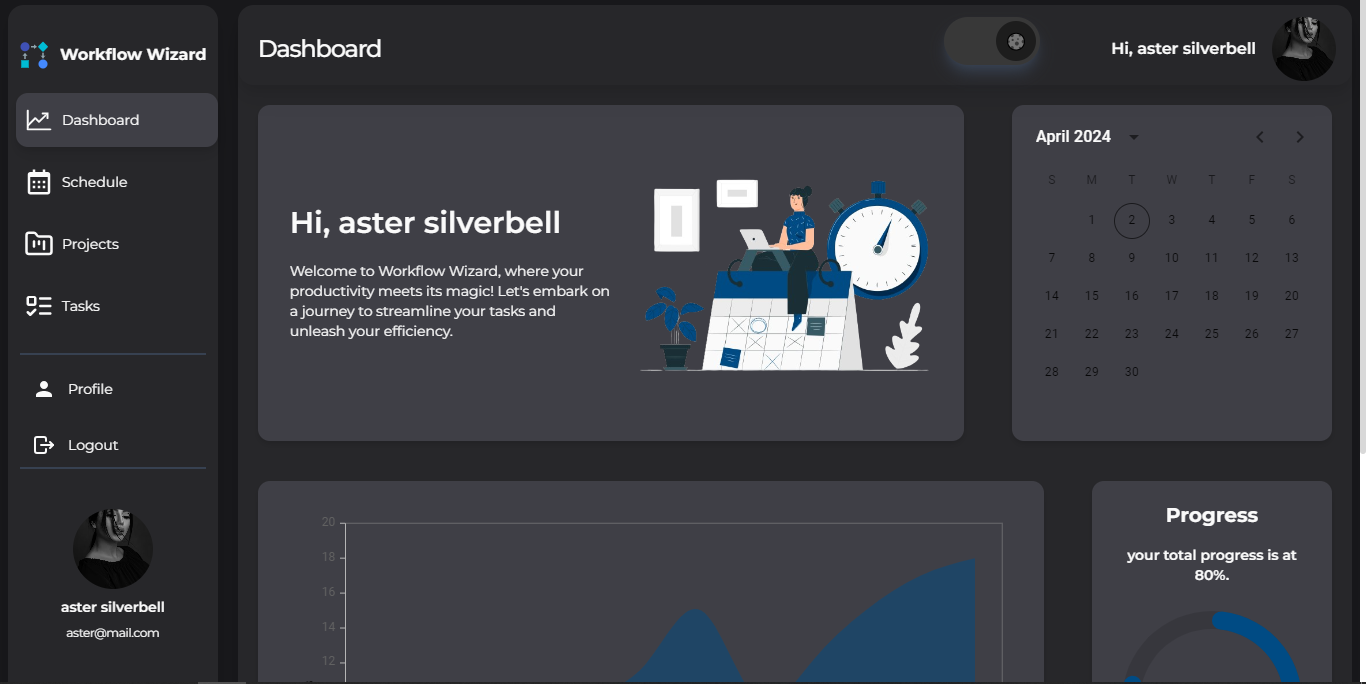 Workflow Wizard
Dashboard
Schedule
Projects
Tasks
Profile
Logout
aster silverbell
aster@mail.com
Dashboard
Hi, aster silverbell
Hi, aster silverbell
Welcome to Workflow Wizard, where your
productivity meets its magic! Let's embark on
a journey to streamline your tasks and
unleash your efficiency.
April 2024
S M T W T F S
1 2 3 4 5 6
7 8 9 10 11 12 13
14 15 16 17 18 19 20
21 22 23 24 25 26 27
28 29 30
20
18
16
14
12
Progress
your total progress is at
80%.